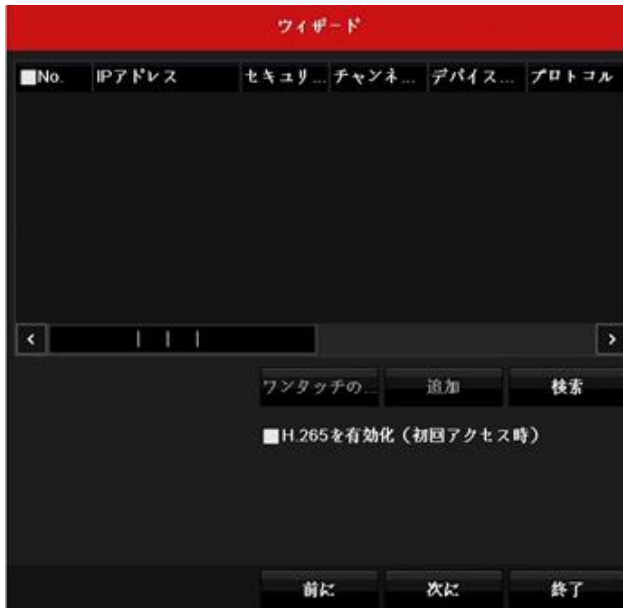 ウィザード
No. IPアドレス セキュリ... チャンネ... デバイス... プロトコル
ワンタッチの... 追加 検索
H.265を有効化（初回アクセス時）
前に 次に 終了